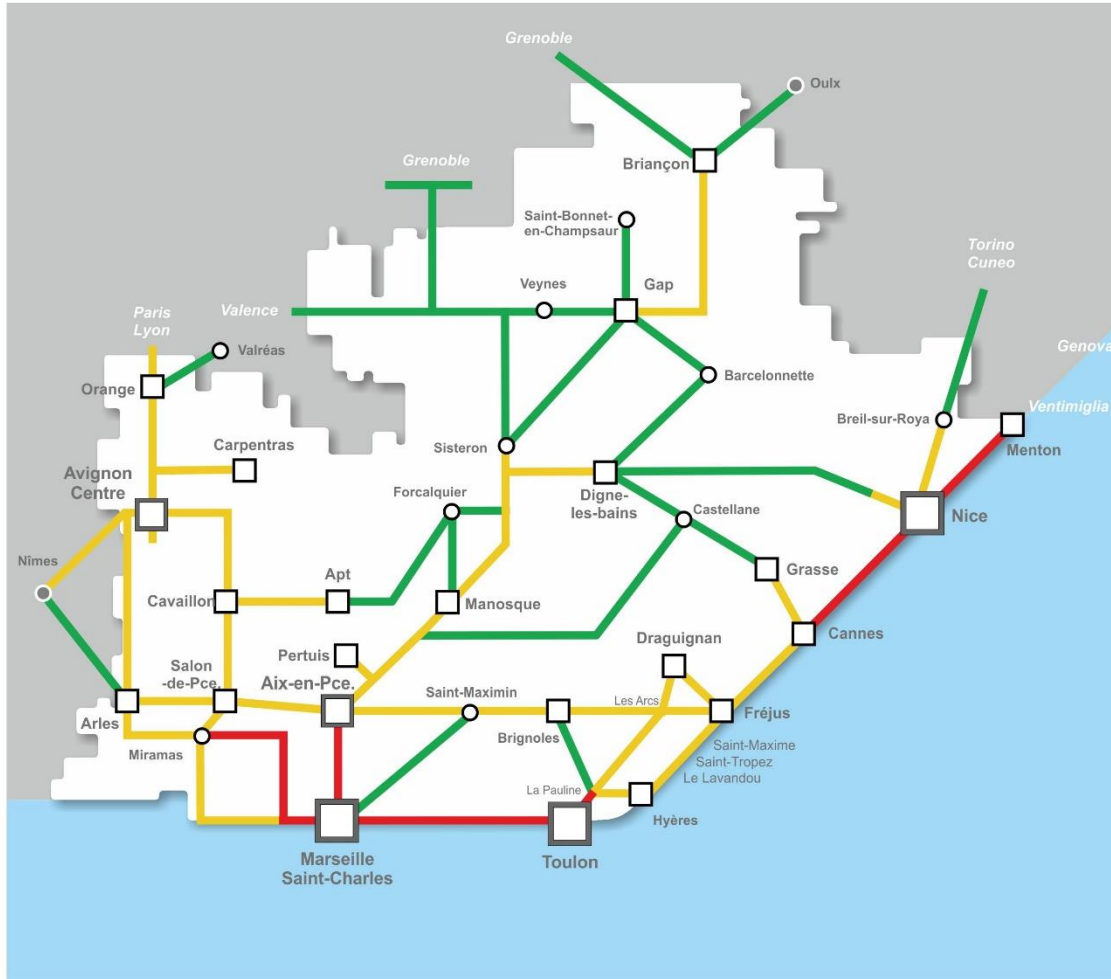 Grenoble
Oulx
Briançon
Grenoble
Saint-Bonnet-
en-Champsaur
Torino
Cuneo
Veynes
Gap
Valence
Paris
Lyon
Valréas
Genova
Orange
Barcelonnette
Ventimiglia
Breil-sur-Roya
Menton
Carpentras
Sisteron
Avignon
Centre
Forcalquier
Digne-
les-bains
Castellane
Nice
Nîmes
Apt
Grasse
Cavaillon
Manosque
Cannes
Draguignan
Pertuis
Salon
-de-Pce.
Aix-en-Pce.
Saint-Maximin
Les Arcs
Fréjus
Arles
Brignoles
Miramas
Saint-Maxime
Saint-Tropez
Le Lavandou
La Pauline
Hyères
Marseille
Saint-Charles
Toulon